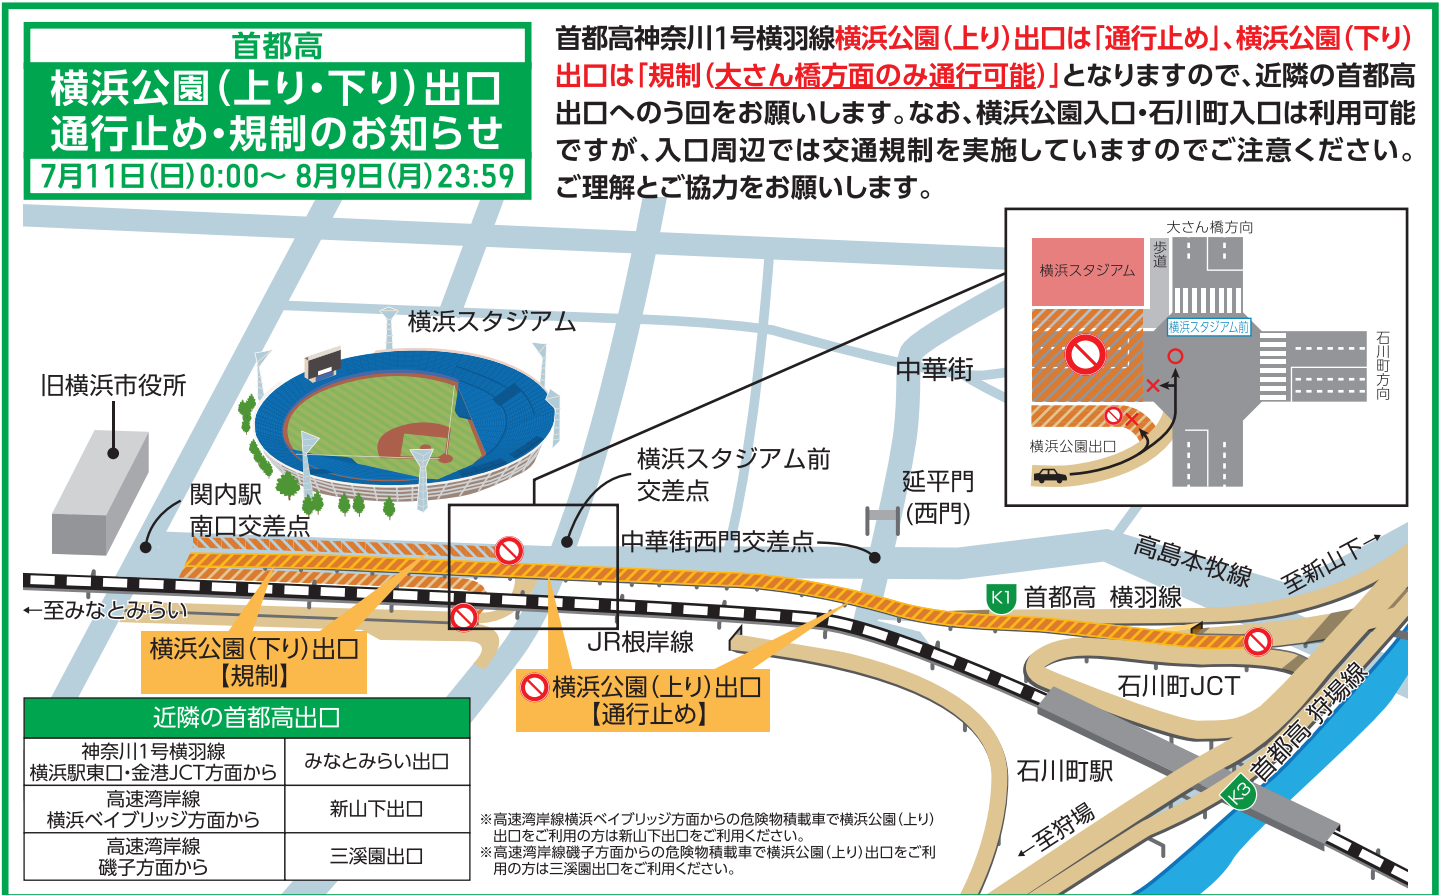 首都高
横浜公園(上り・下り)出口
通行止め・規制のお知らせ
7月11日(日)0:00～8月9日(月)23:59
首都高神奈川1号横羽線横浜公園(上り)出口は「通行止め」、横浜公園(下り)
出口は「規制(大さん橋方面のみ通行可能)」となりますので、近隣の首都高
出口へのう回をお願いします。なお、横浜公園入口・石川町入口は利用可能
ですが、入口周辺では交通規制を実施していますのでご注意ください。
ご理解とご協力をお願いします。
大さん橋方向
歩道
横浜スタジアム
横浜スタジアム前
石川町方向
横浜公園出口
横浜スタジアム
旧横浜市役所
中華街
関内駅
南口交差点
横浜スタジアム前
交差点
延平門
(西門)
中華街西門交差点
高島本牧線
至新山下→
K1
首都高 横羽線
←至みなとみらい
横浜公園(下り)出口
【規制】
JR根岸線
横浜公園(上り)出口
【通行止め】
石川町JCT
首都高 狩場線
K3
石川町駅
←至狩場
近隣の首都高出口
神奈川1号横羽線
横浜駅東口・金港JCT方面から
みなとみらい出口
高速湾岸線
横浜ベイブリッジ方面から
新山下出口
高速湾岸線
磯子方面から
三溪園出口
※高速湾岸線横浜ベイブリッジ方面からの危険物積載車で横浜公園(上り)
出口をご利用の方は新山下出口をご利用ください。
※高速湾岸線磯子方面からの危険物積載車で横浜公園(上り)出口をご利
用の方は三溪園出口をご利用ください。